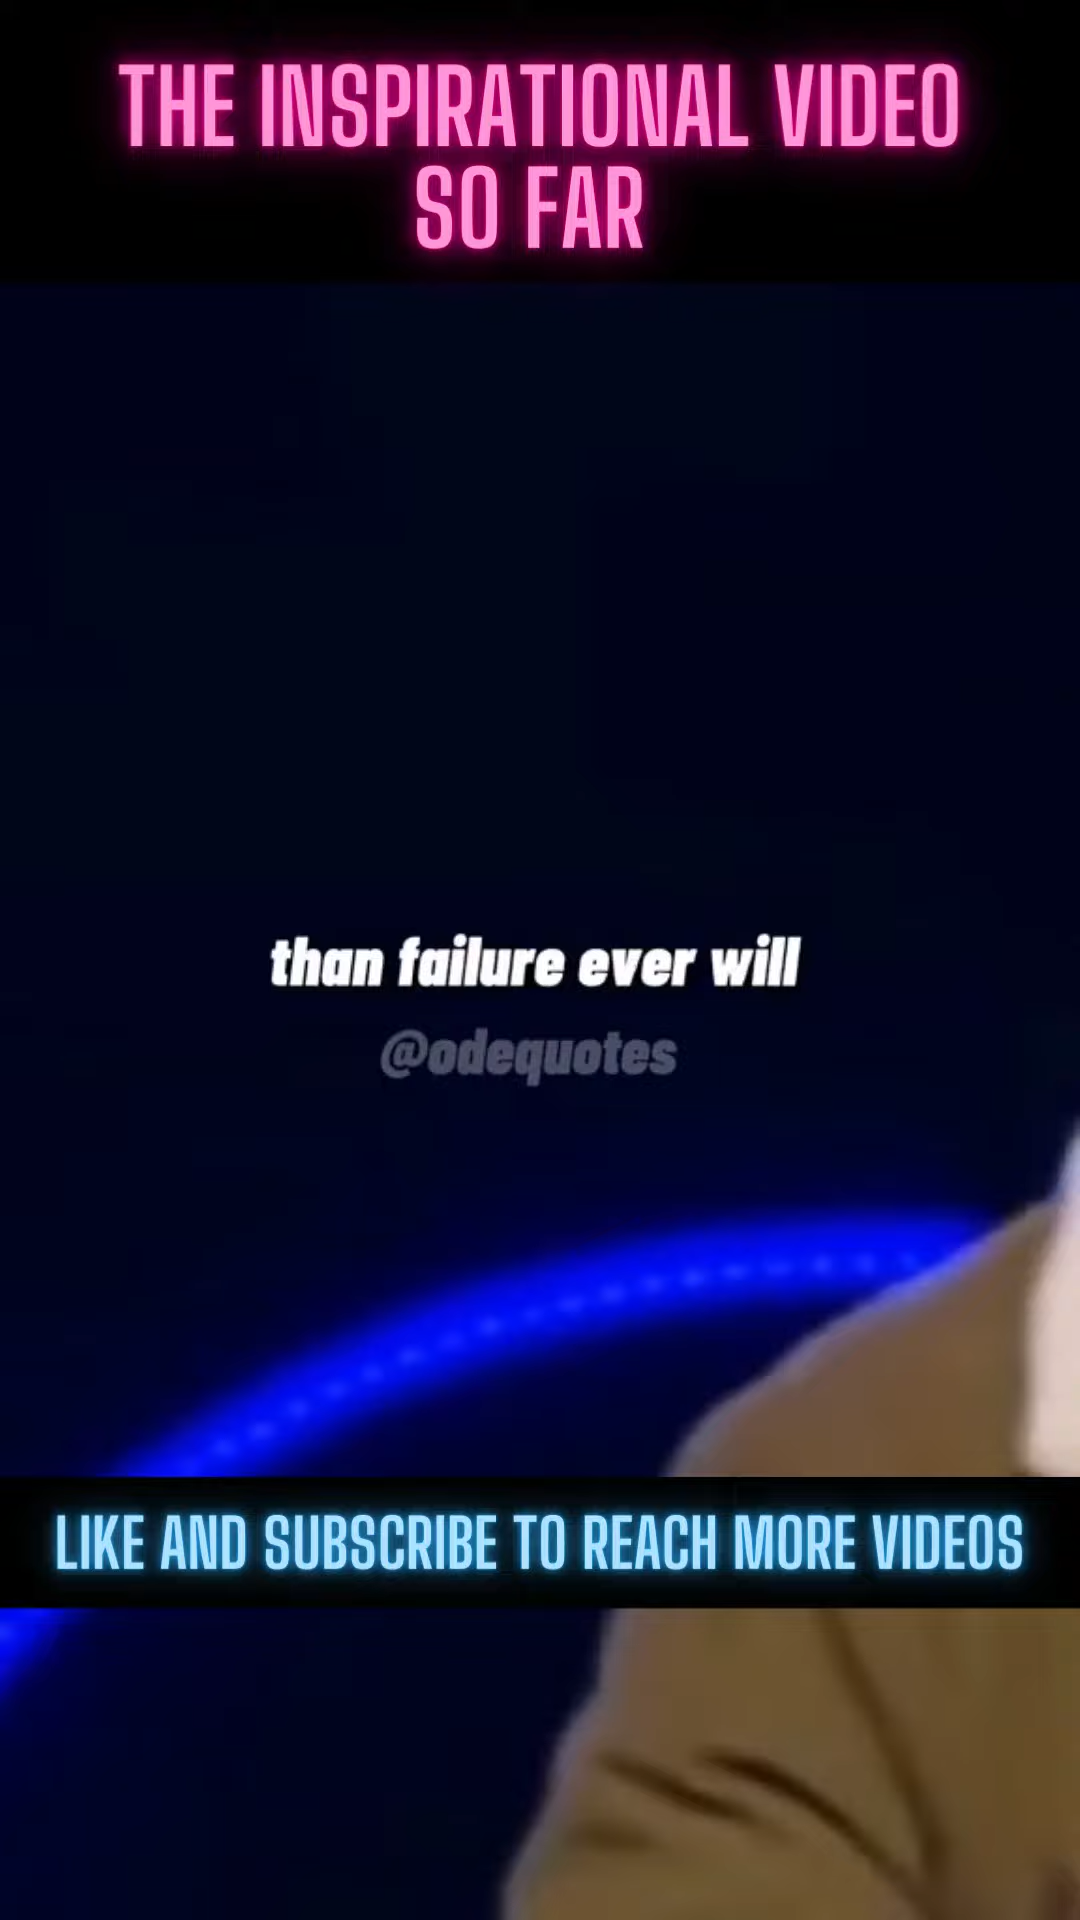 THE INSPIRATIONAL VIDEO
SO FAR
than failure ever will
@odequotes
LIKE AND SUBSCRIBE TO REACH MORE VIDEOS